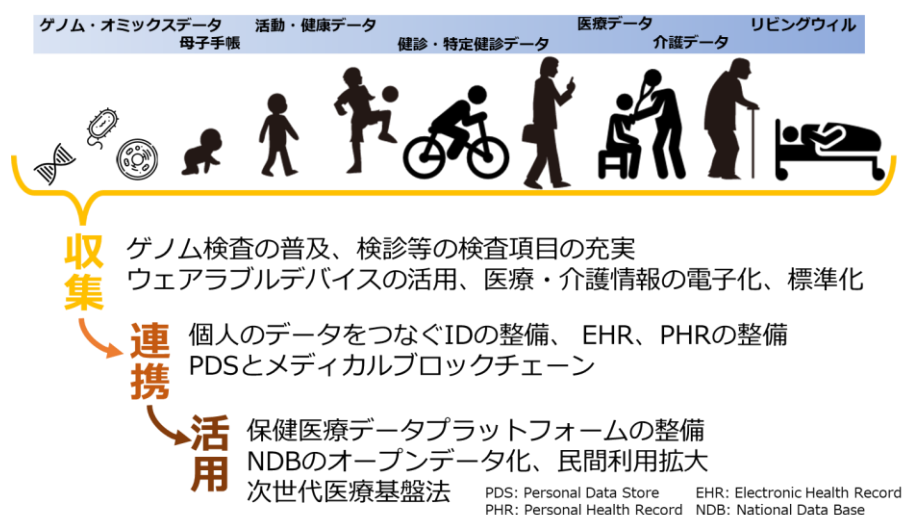 ゲノム・オミックスデータ
母子手帳
活動・健康データ
健診・特定健診データ
医療データ
介護データ
リビングウィル
収集
ゲノム検査の普及、検診等の検査項目の充実
ウェアラブルデバイスの活用、医療・介護情報の電子化、標準化
連携
個人のデータをつなぐIDの整備、 EHR、PHRの整備
PDSとメディカルブロックチェーン
活用
保健医療データプラットフォームの整備
NDBのオープンデータ化、民間利用拡大
次世代医療基盤法
PDS: Personal Data Store EHR: Electronic Health Record
PHR: Personal Health Record NDB: National Data Base